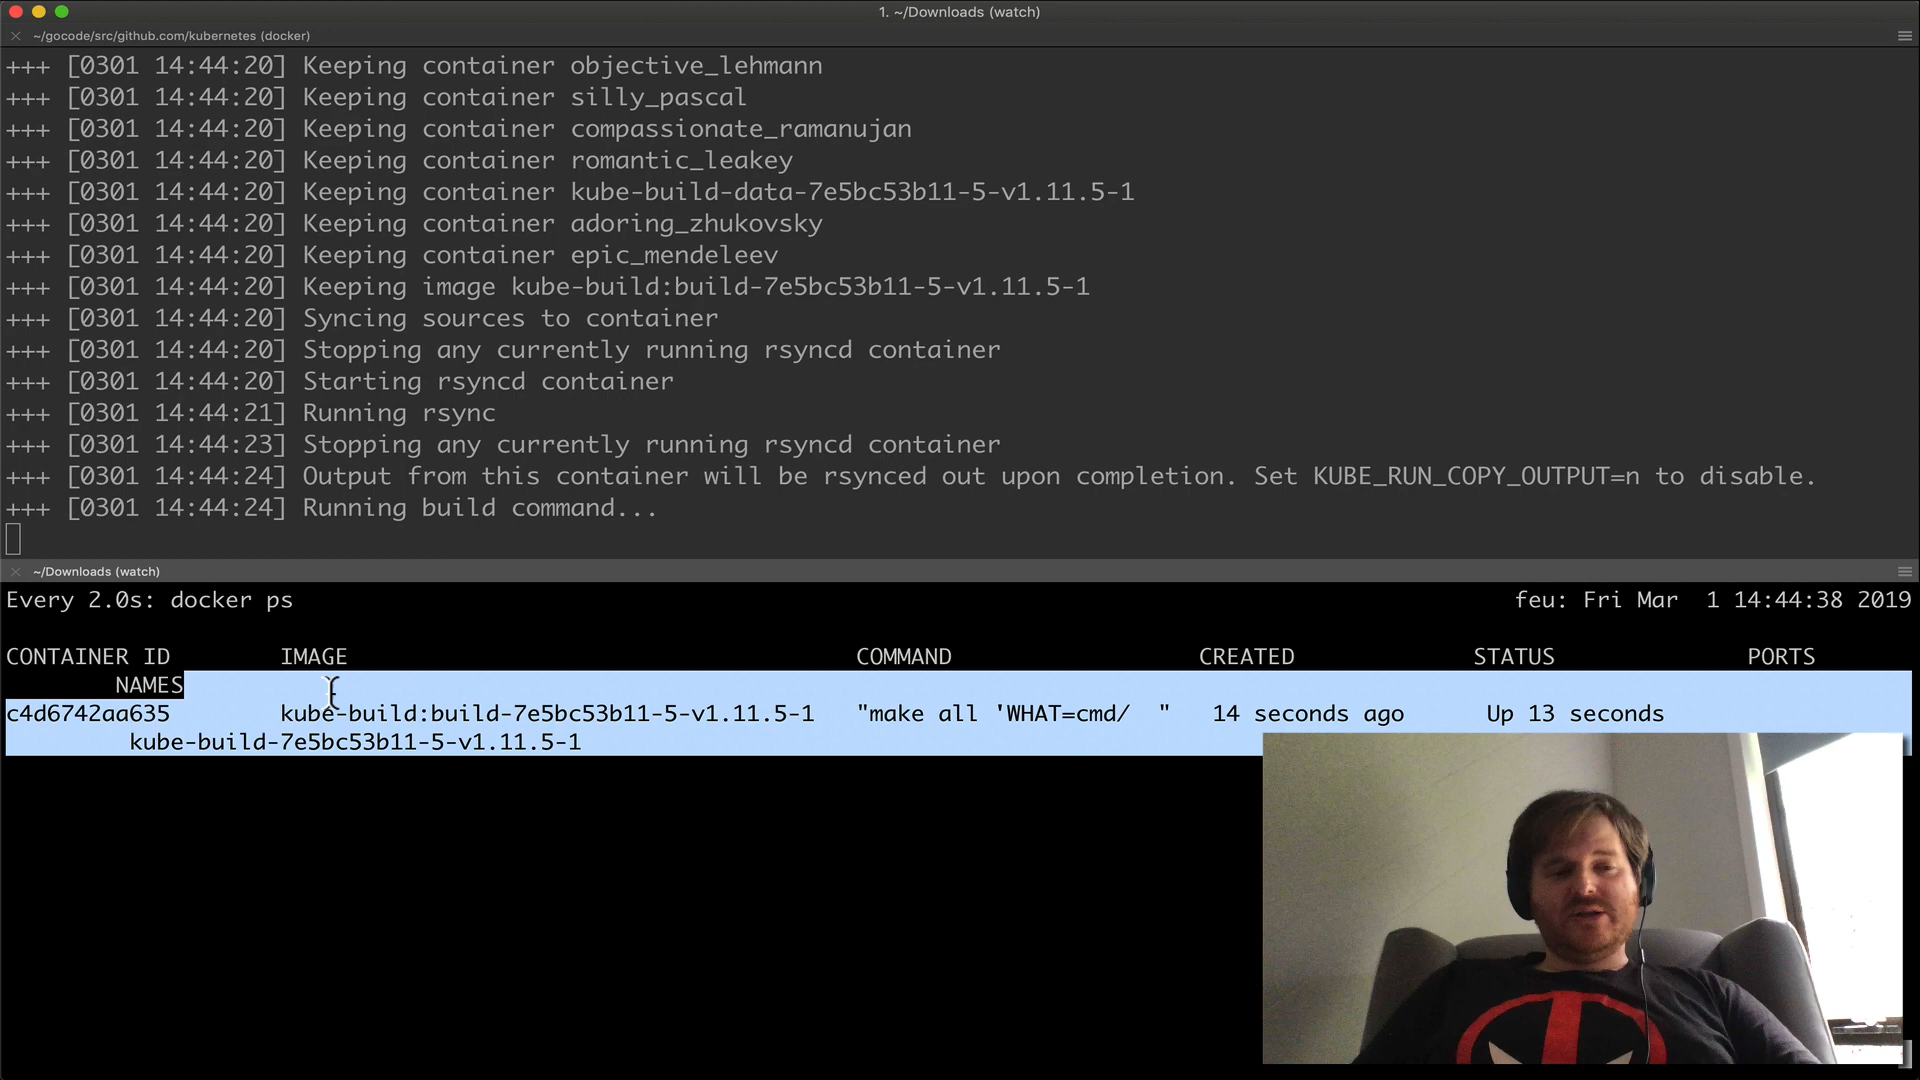 1. ~/Downloads (watch)
~/gocode/src/github.com/kubernetes (docker)
+++ [0301 14:44:20] Keeping container objective_lehmann
+++ [0301 14:44:20] Keeping container silly_pascal
+++ [0301 14:44:20] Keeping container compassionate_ramanujan
+++ [0301 14:44:20] Keeping container romantic_leakey
+++ [0301 14:44:20] Keeping container kube-build-data-7e5bc53b11-5-v1.11.5-1
+++ [0301 14:44:20] Keeping container adoring_zhukovsky
+++ [0301 14:44:20] Keeping container epic_mendeleev
+++ [0301 14:44:20] Keeping image kube-build:build-7e5bc53b11-5-v1.11.5-1
+++ [0301 14:44:20] Syncing sources to container
+++ [0301 14:44:20] Stopping any currently running rsyncd container
+++ [0301 14:44:20] Starting rsyncd container
+++ [0301 14:44:21] Running rsync
+++ [0301 14:44:23] Stopping any currently running rsyncd container
+++ [0301 14:44:24] Output from this container will be rsynced out upon completion. Set KUBE_RUN_COPY_OUTPUT=n to disable.
+++ [0301 14:44:24] Running build command...
~/Downloads (watch)
Every 2.0s: docker ps feu: Fri Mar 1 14:44:38 2019
CONTAINER ID IMAGE COMMAND CREATED STATUS PORTS
NAMES
c4d6742aa635 kube-build:build-7e5bc53b11-5-v1.11.5-1 "make all 'WHAT=cmd/ " 14 seconds ago Up 13 seconds
kube-build-7e5bc53b11-5-v1.11.5-1